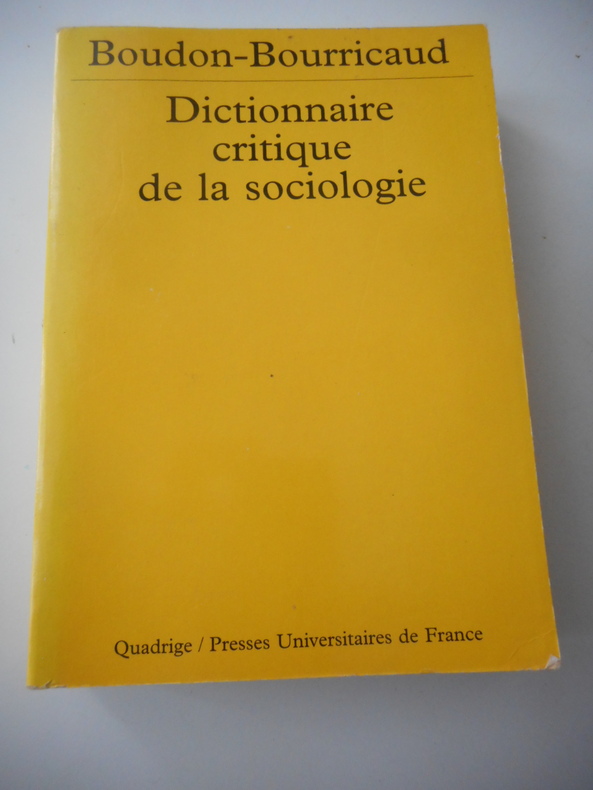 Boudon-Bourricaud
Dictionnaire
critique
de la sociologie
Quadrige / Presses Universitaires de France